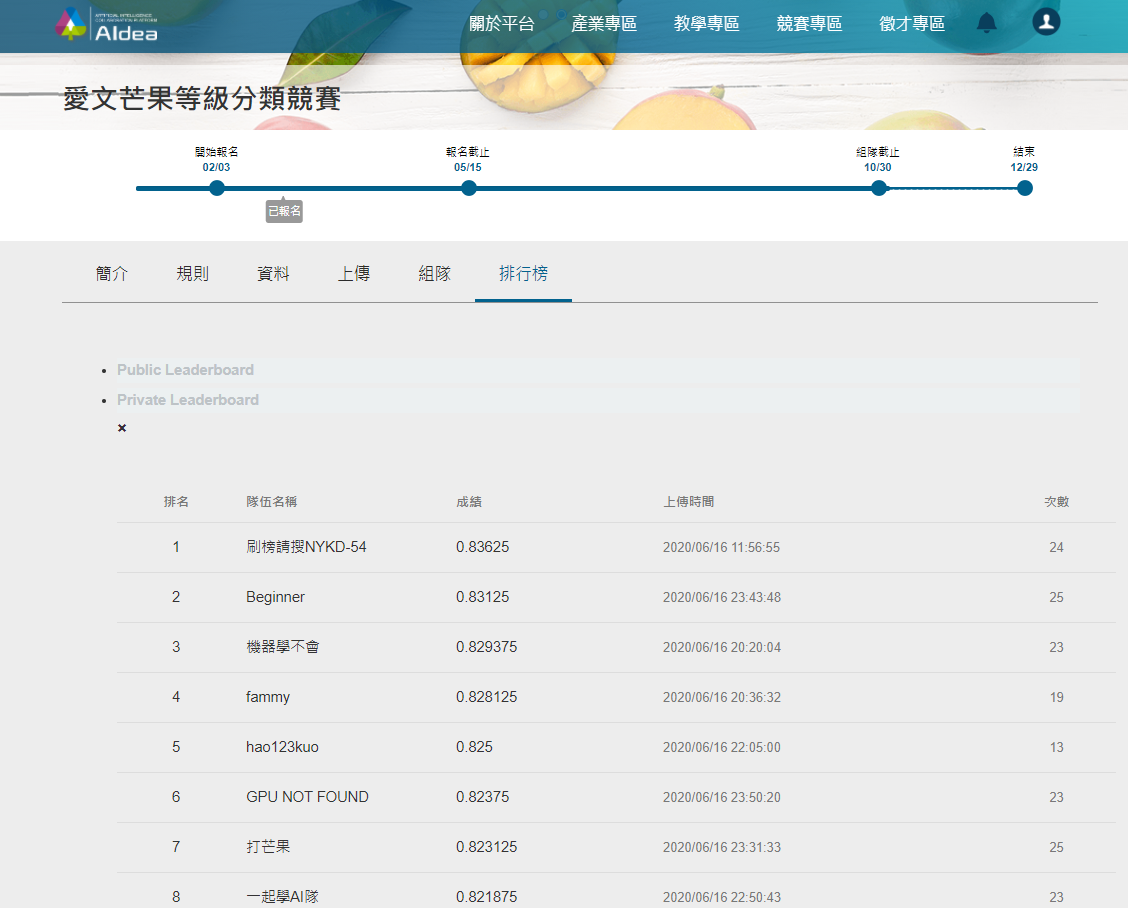 ARTIFICIAL INTELLIGENCE
AIdea
關於平台 產業專區 教學專區 競賽專區 徵才專區
愛文芒果等級分類競賽
開始報名 報名截止 組隊截止 結束
02/03 05/15 10/30 12/29
已報名
簡介 規則 資料 上傳 組隊 排行榜
Public Leaderboard
Private Leaderboard
×
排名 隊伍名稱 成績 上傳時間 次數
1 刷榜請搜NYKD-54 0.83625 2020/06/16 11:56:55 24
2 Beginner 0.83125 2020/06/16 23:43:48 25
3 機器學不會 0.829375 2020/06/16 20:20:04 23
4 fammy 0.828125 2020/06/16 20:36:32 19
5 hao123kuo 0.825 2020/06/16 22:05:00 13
6 GPU NOT FOUND 0.82375 2020/06/16 23:50:20 23
7 打芒果 0.823125 2020/06/16 23:31:33 25
8 一起學AI隊 0.821875 2020/06/16 22:50:43 23